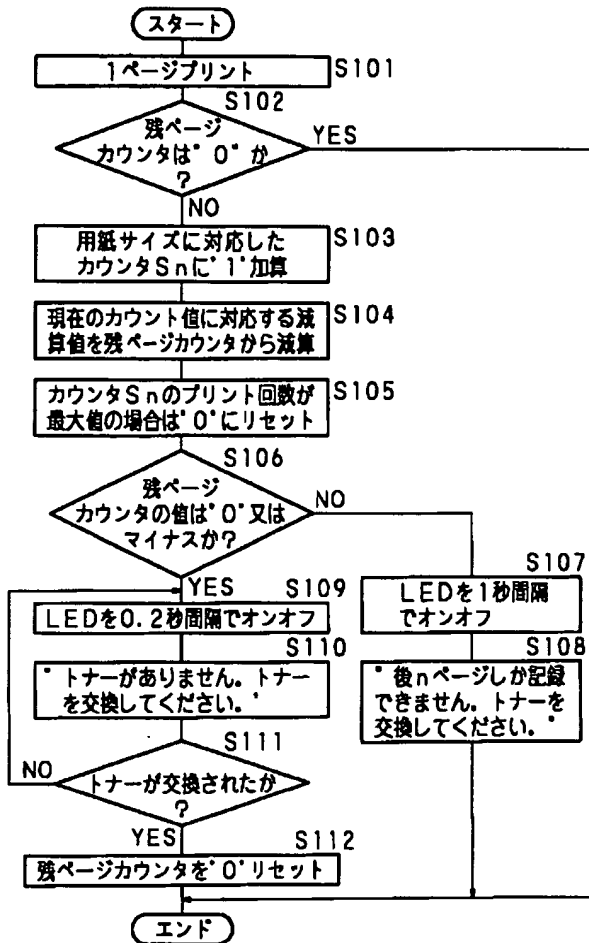 スタート
1ページプリント
S101
S102
残ページ
カウンタは"0"か
?
YES
NO
用紙サイズに対応した
カウンタSnに"1"加算
S103
現在のカウント値に対応する減
算値を残ページカウンタから減算
S104
カウンタSnのプリント回数が
最大値の場合は"0"にリセット
S105
S106
残ページ
カウンタの値は"0"又は
マイナスか?
NO
YES
S107
LEDを1秒間隔
でオンオフ
S108
"後nページしか記録
できません。トナーを
交換してください。"
S109
LEDを0.2秒間隔でオンオフ
S110
"トナーがありません。トナー
を交換してください。"
S111
トナーが交換されたか
?
NO
YES
S112
残ページカウンタを"0"リセット
エンド